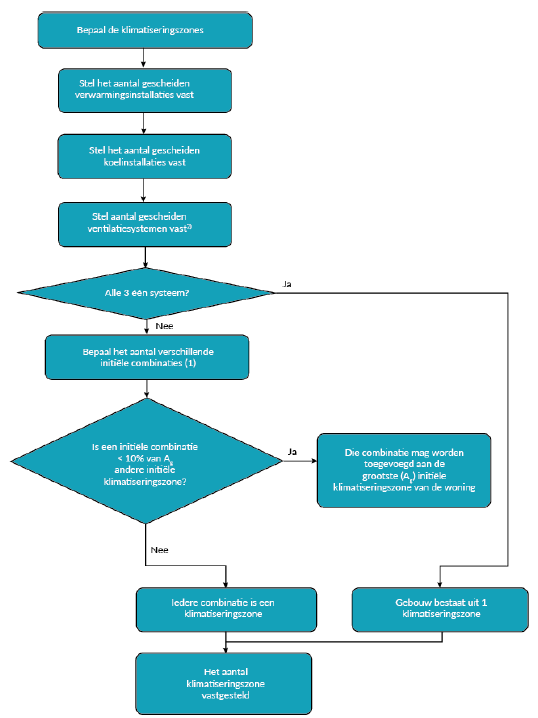 Bepaal de klimatiseringszones
Stel het aantal gescheiden
verwarmingsinstallaties vast
Stel het aantal gescheiden
koelinstallaties vast
Stel aantal gescheiden
ventilatiesystemen vast³⁾
Alle 3 één systeem?
Ja
Nee
Bepaal het aantal verschillende
initiële combinaties (1)
Is een initiële combinatie
< 10% van Ag
andere initiële
klimatiseringszone?
Ja
Die combinatie mag worden
toegevoegd aan de
grootste (Ag) initiële
klimatiseringszone van de woning
Nee
Iedere combinatie is een
klimatiseringszone
Gebouw bestaat uit 1
klimatiseringszone
Het aantal
klimatiseringszone
vastgesteld